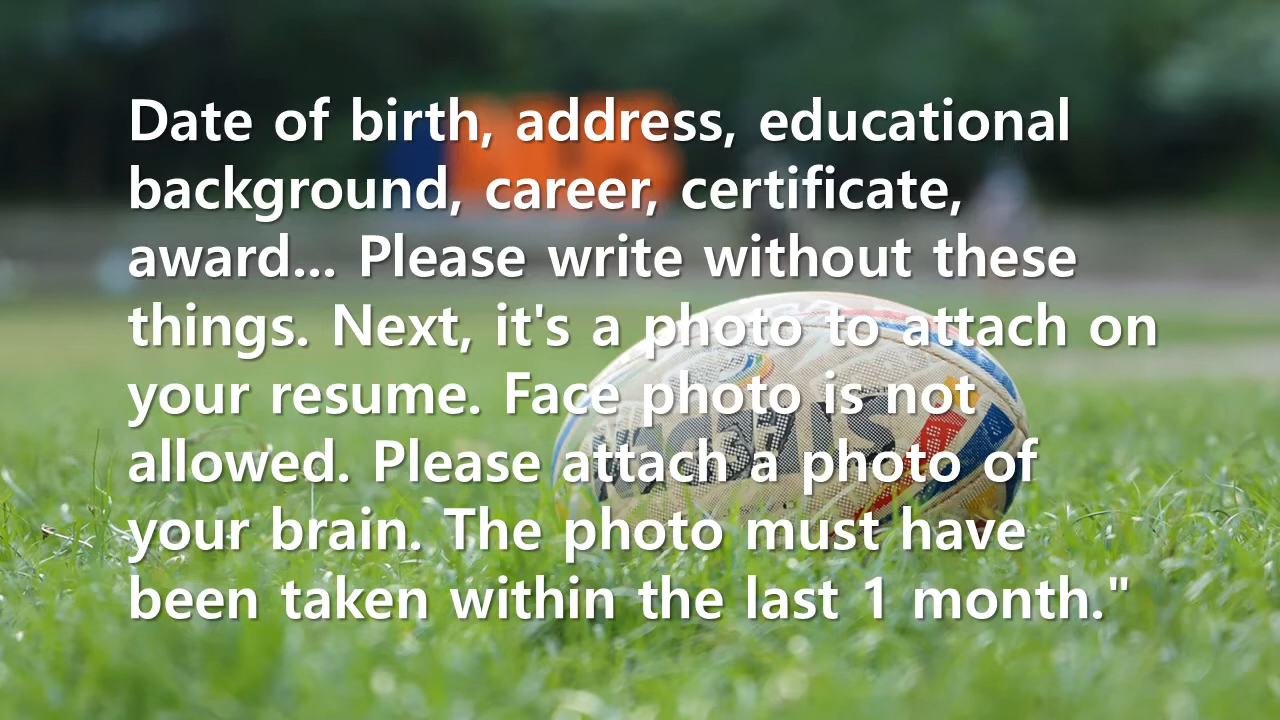 Date of birth, address, educational
background, career, certificate,
award... Please write without these
things. Next, it's a photo to attach on
your resume. Face photo is not
allowed. Please attach a photo of
your brain. The photo must have
been taken within the last 1 month."